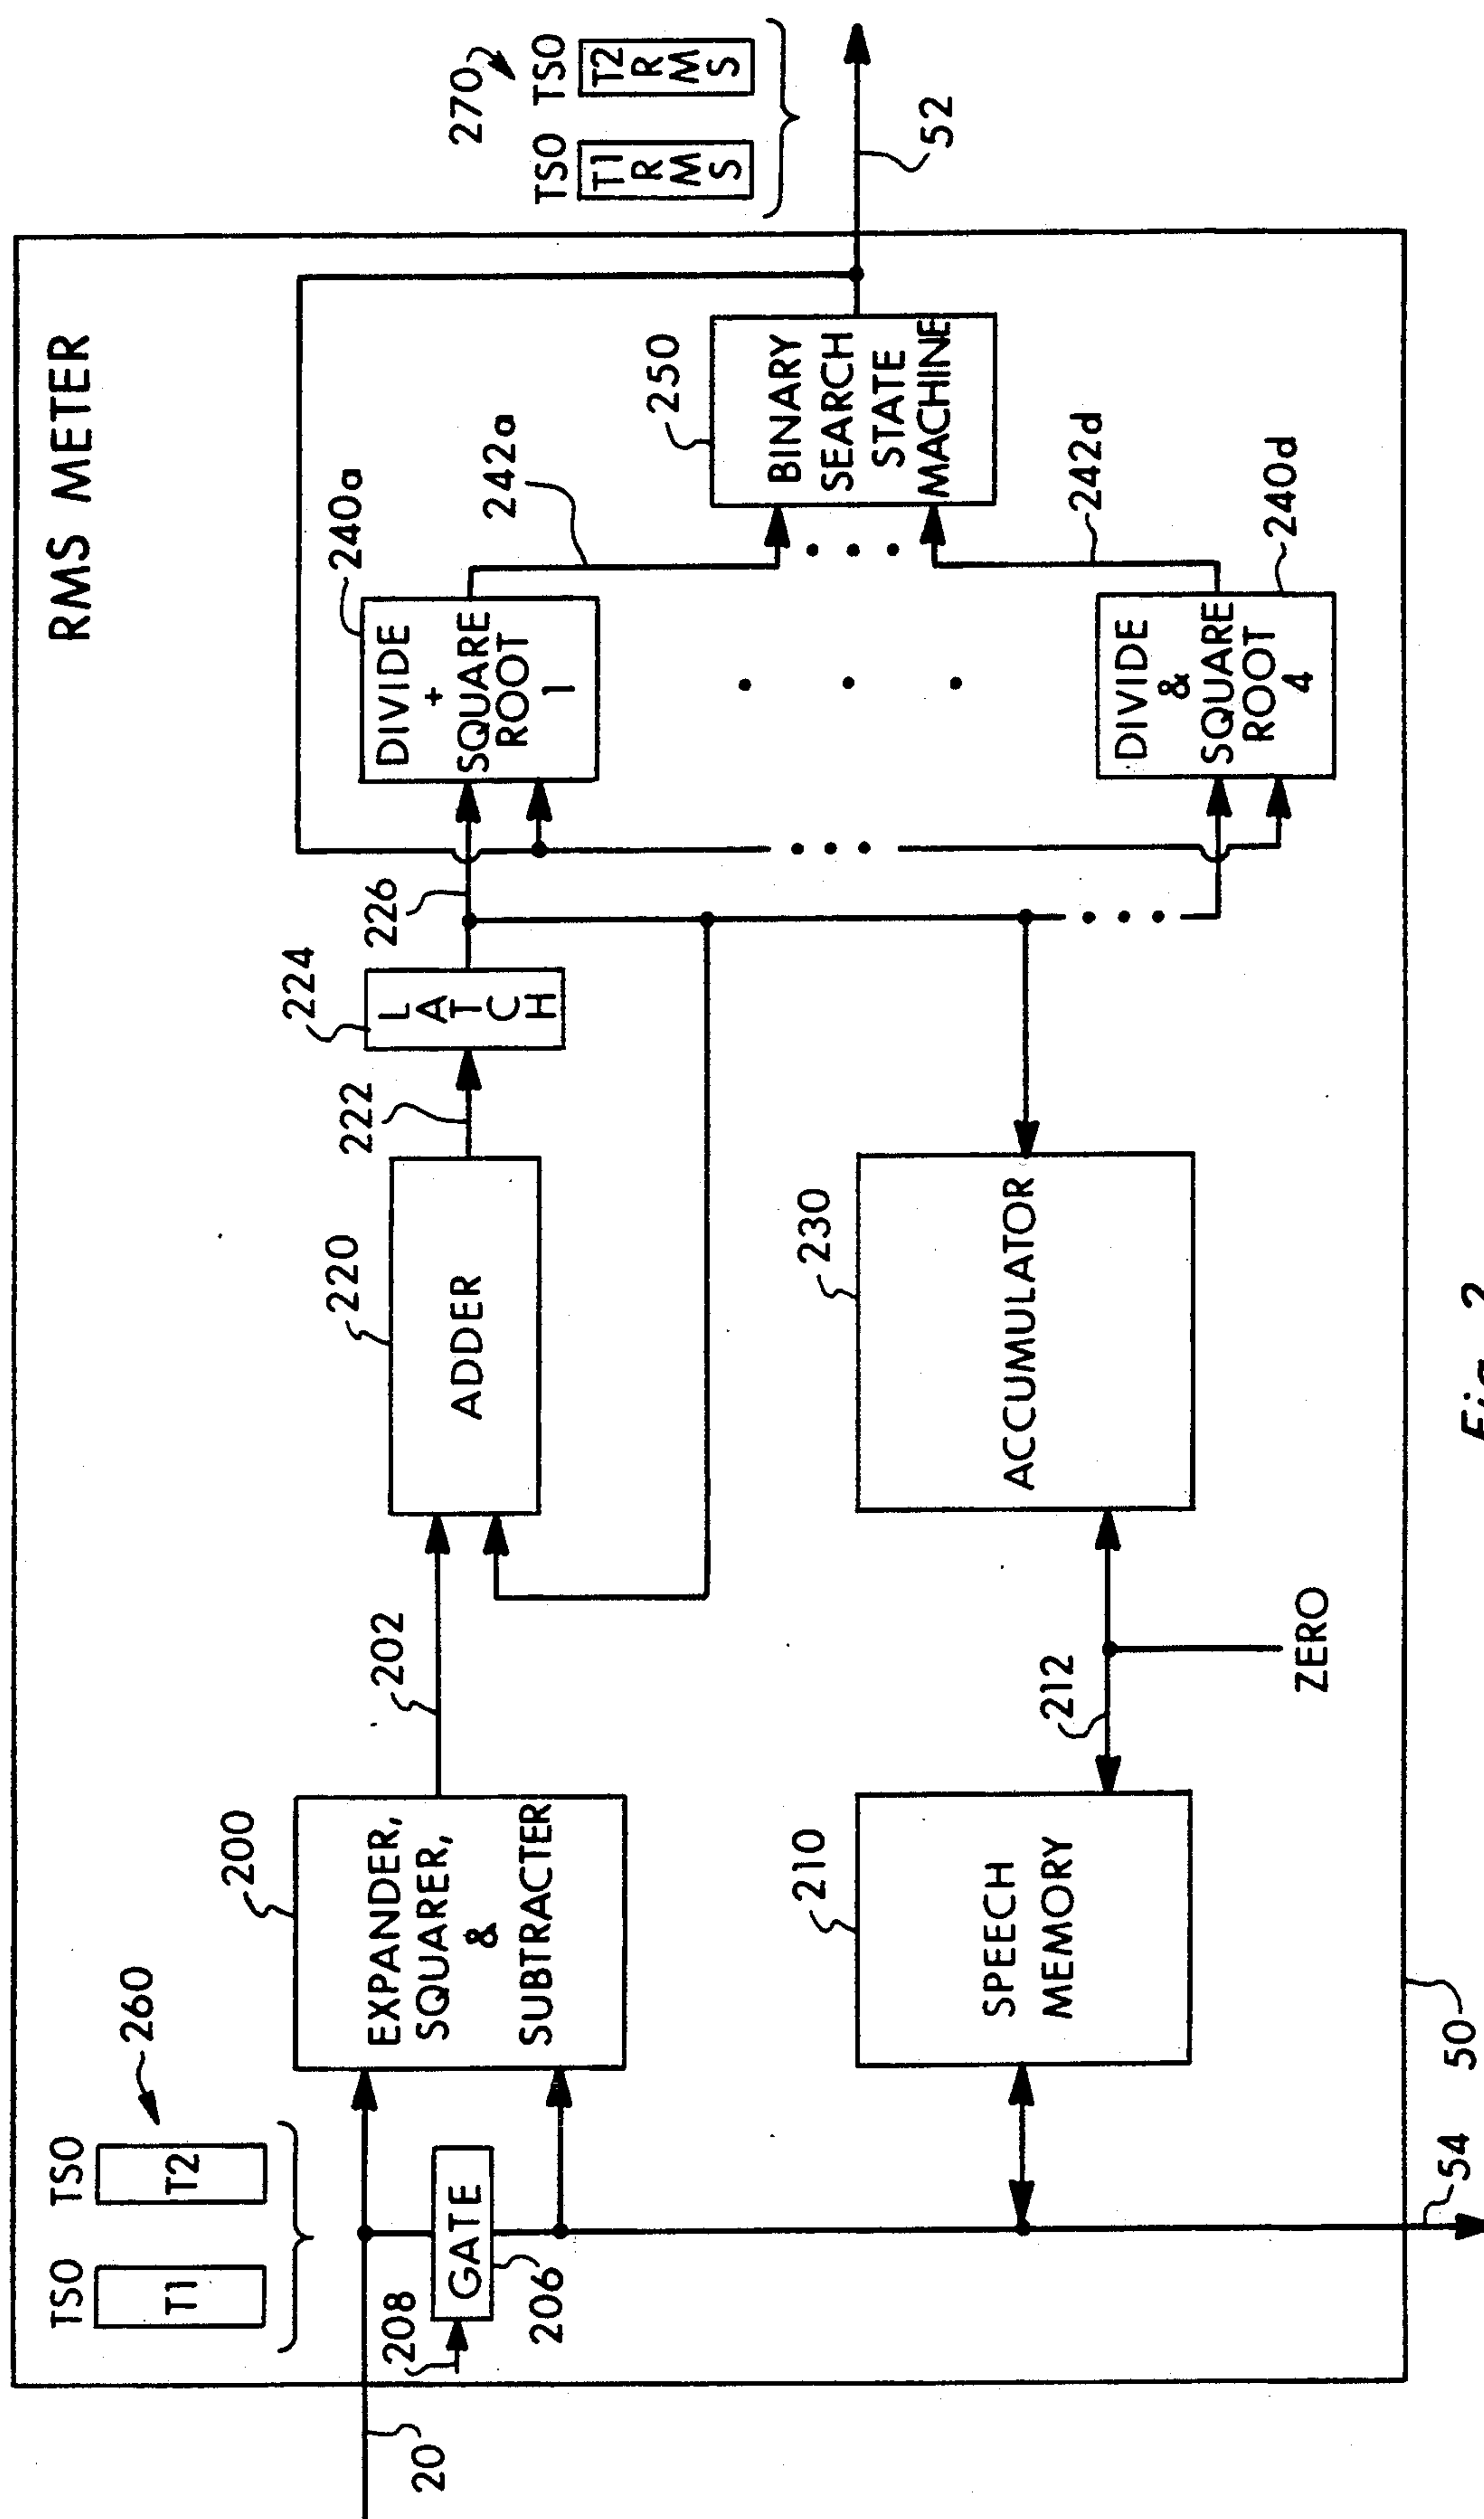 RMS METER
270
TS0 TS0
T1
R
M
S
T2
R
M
S
52
TS0 TS0
T1 T2
260
20
208
GATE
206
200
EXPANDER,
SQUARER,
&
SUBTRACTER
202
220
ADDER
222
224
LATCH
226
240a
DIVIDE
+
SQUARE
ROOT
1
242a
250
BINARY
SEARCH
STATE
MACHINE
242d
240d
DIVIDE
&
SQUARE
ROOT
4
210
SPEECH
MEMORY
212
ZERO
230
ACCUMULATOR
54
50
Fig. 2